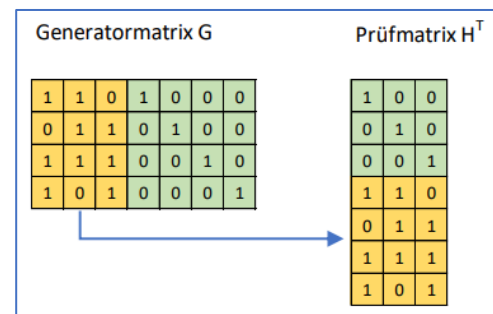 Generatormatrix G
Prüfmatrix H^T
1 1 0 1 0 0 0
0 1 1 0 1 0 0
1 1 1 0 0 1 0
1 0 1 0 0 0 1
1 0 0
0 1 0
0 0 1
1 1 0
0 1 1
1 1 1
1 0 1